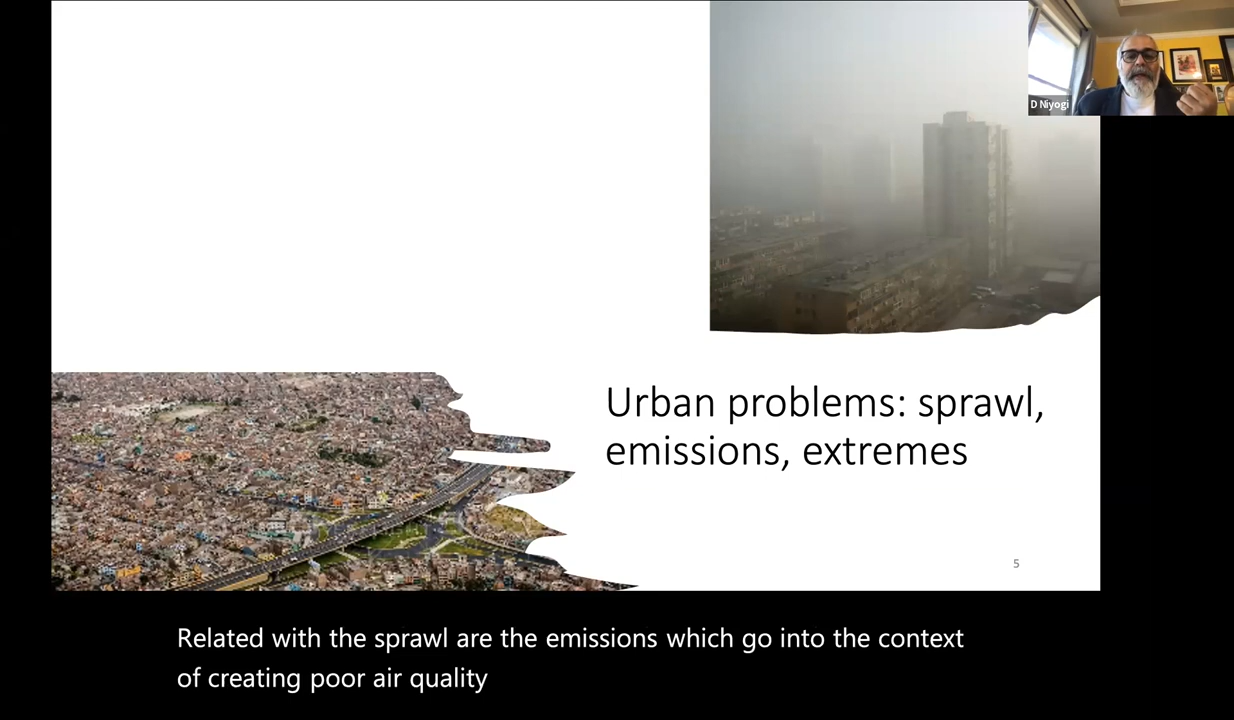 D Niyogi
Urban problems: sprawl,
emissions, extremes
5
Related with the sprawl are the emissions which go into the context
of creating poor air quality